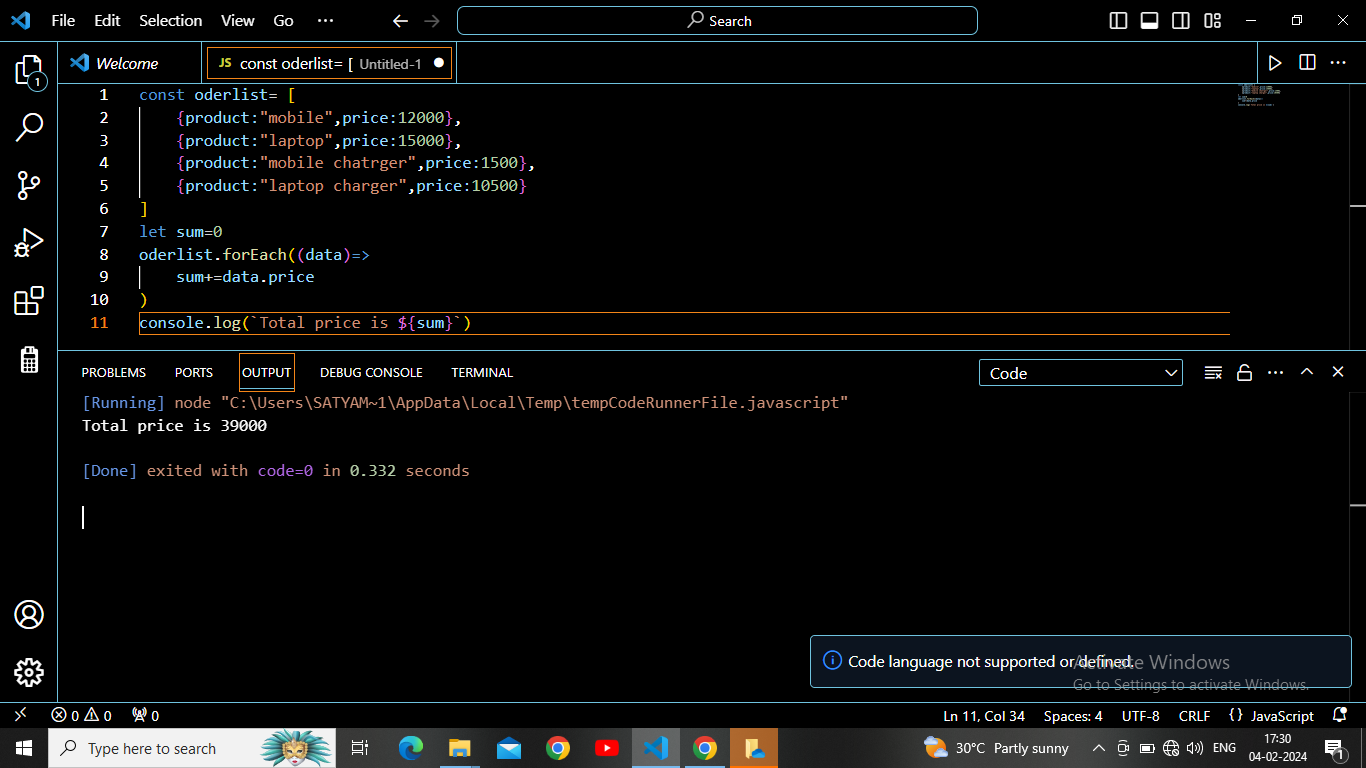 File Edit Selection View Go ··· Search
1
Welcome JS const oderlist= [ Untitled-1
1 const oderlist= [
2 {product:"mobile",price:12000},
3 {product:"laptop",price:15000},
4 {product:"mobile chatrger",price:1500},
5 {product:"laptop charger",price:10500}
6 ]
7 let sum=0
8 oderlist.forEach((data)=>
9 sum+=data.price
10 )
11 console.log(`Total price is ${sum}`)
PROBLEMS PORTS OUTPUT DEBUG CONSOLE TERMINAL Code
[Running] node "C:\Users\SATYAM~1\AppData\Local\Temp\tempCodeRunnerFile.javascript"
Total price is 39000
[Done] exited with code=0 in 0.332 seconds
Code language not supported or defined.
Activate Windows
Go to Settings to activate Windows.
0 0 0 Ln 11, Col 34 Spaces: 4 UTF-8 CRLF {} JavaScript
Type here to search 30°C Partly sunny ENG 17:30
04-02-2024 1